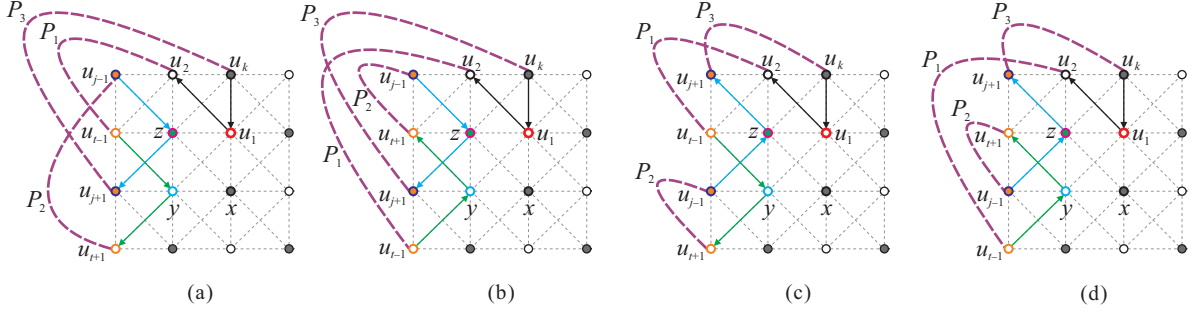 P3 P1 u2 uk uj−1 ut−1 z u1 uj+1 P2 y x ut+1
P3 u2 uk uj−1 P2 ut+1 z u1 P1 uj+1 y x ut−1
P3 P1 u2 uk uj+1 ut−1 z u1 P2 uj−1 y x ut+1
P3 P1 u2 uk uj+1 P2 ut+1 z u1 uj−1 y x ut−1
(a) (b) (c) (d)